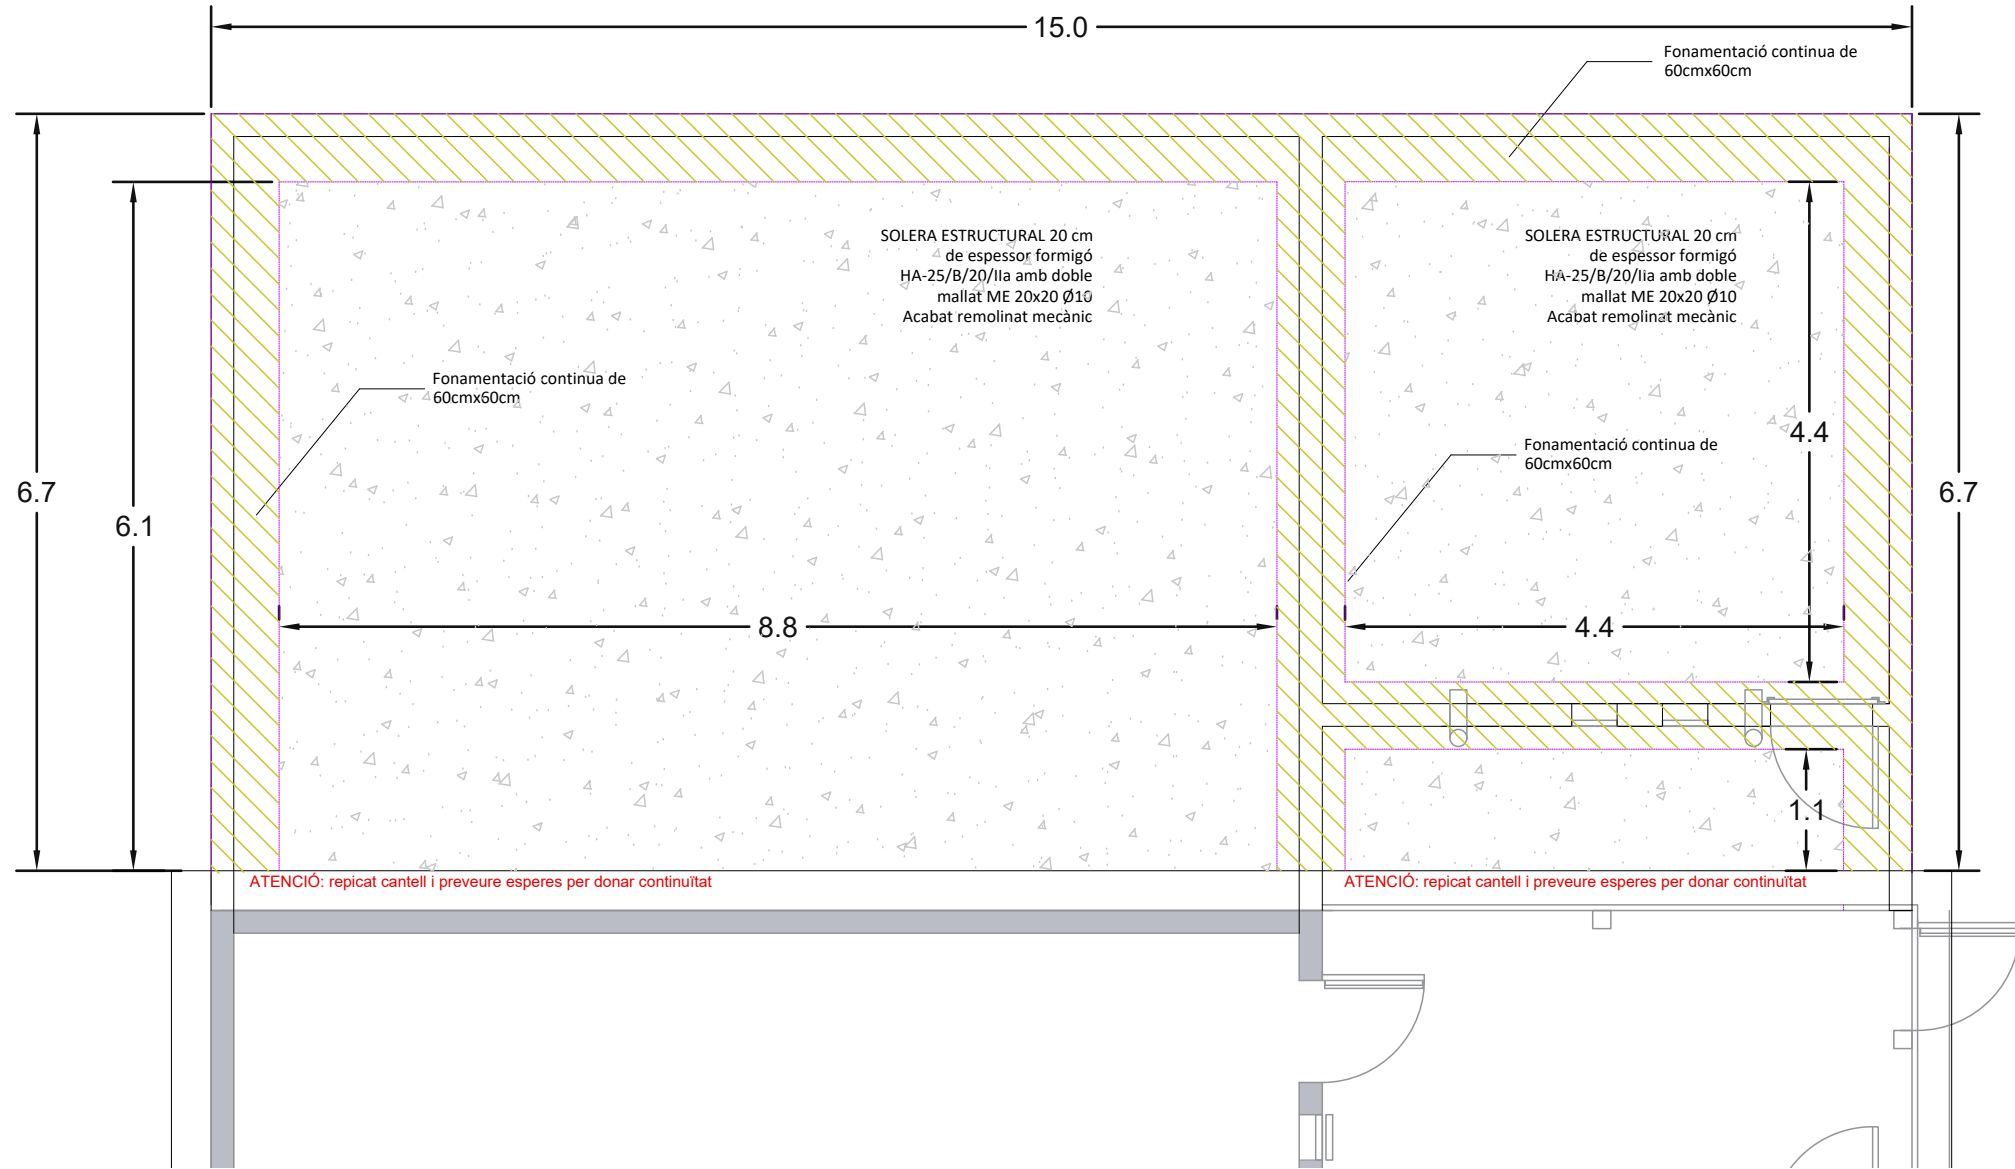 15.0
Fonamentació continua de
60cmx60cm
SOLERA ESTRUCTURAL 20 cm
de espessor formigó
HA-25/B/20/IIa amb doble
mallat ME 20x20 Ø10
Acabat remolinat mecànic
SOLERA ESTRUCTURAL 20 cm
de espessor formigó
HA-25/B/20/IIa amb doble
mallat ME 20x20 Ø10
Acabat remolinat mecànic
Fonamentació continua de
60cmx60cm
4.4
Fonamentació continua de
60cmx60cm
6.7
6.1
6.7
8.8
4.4
1.1
ATENCIÓ: repicat cantell i preveure esperes per donar continuïtat
ATENCIÓ: repicat cantell i preveure esperes per donar continuïtat